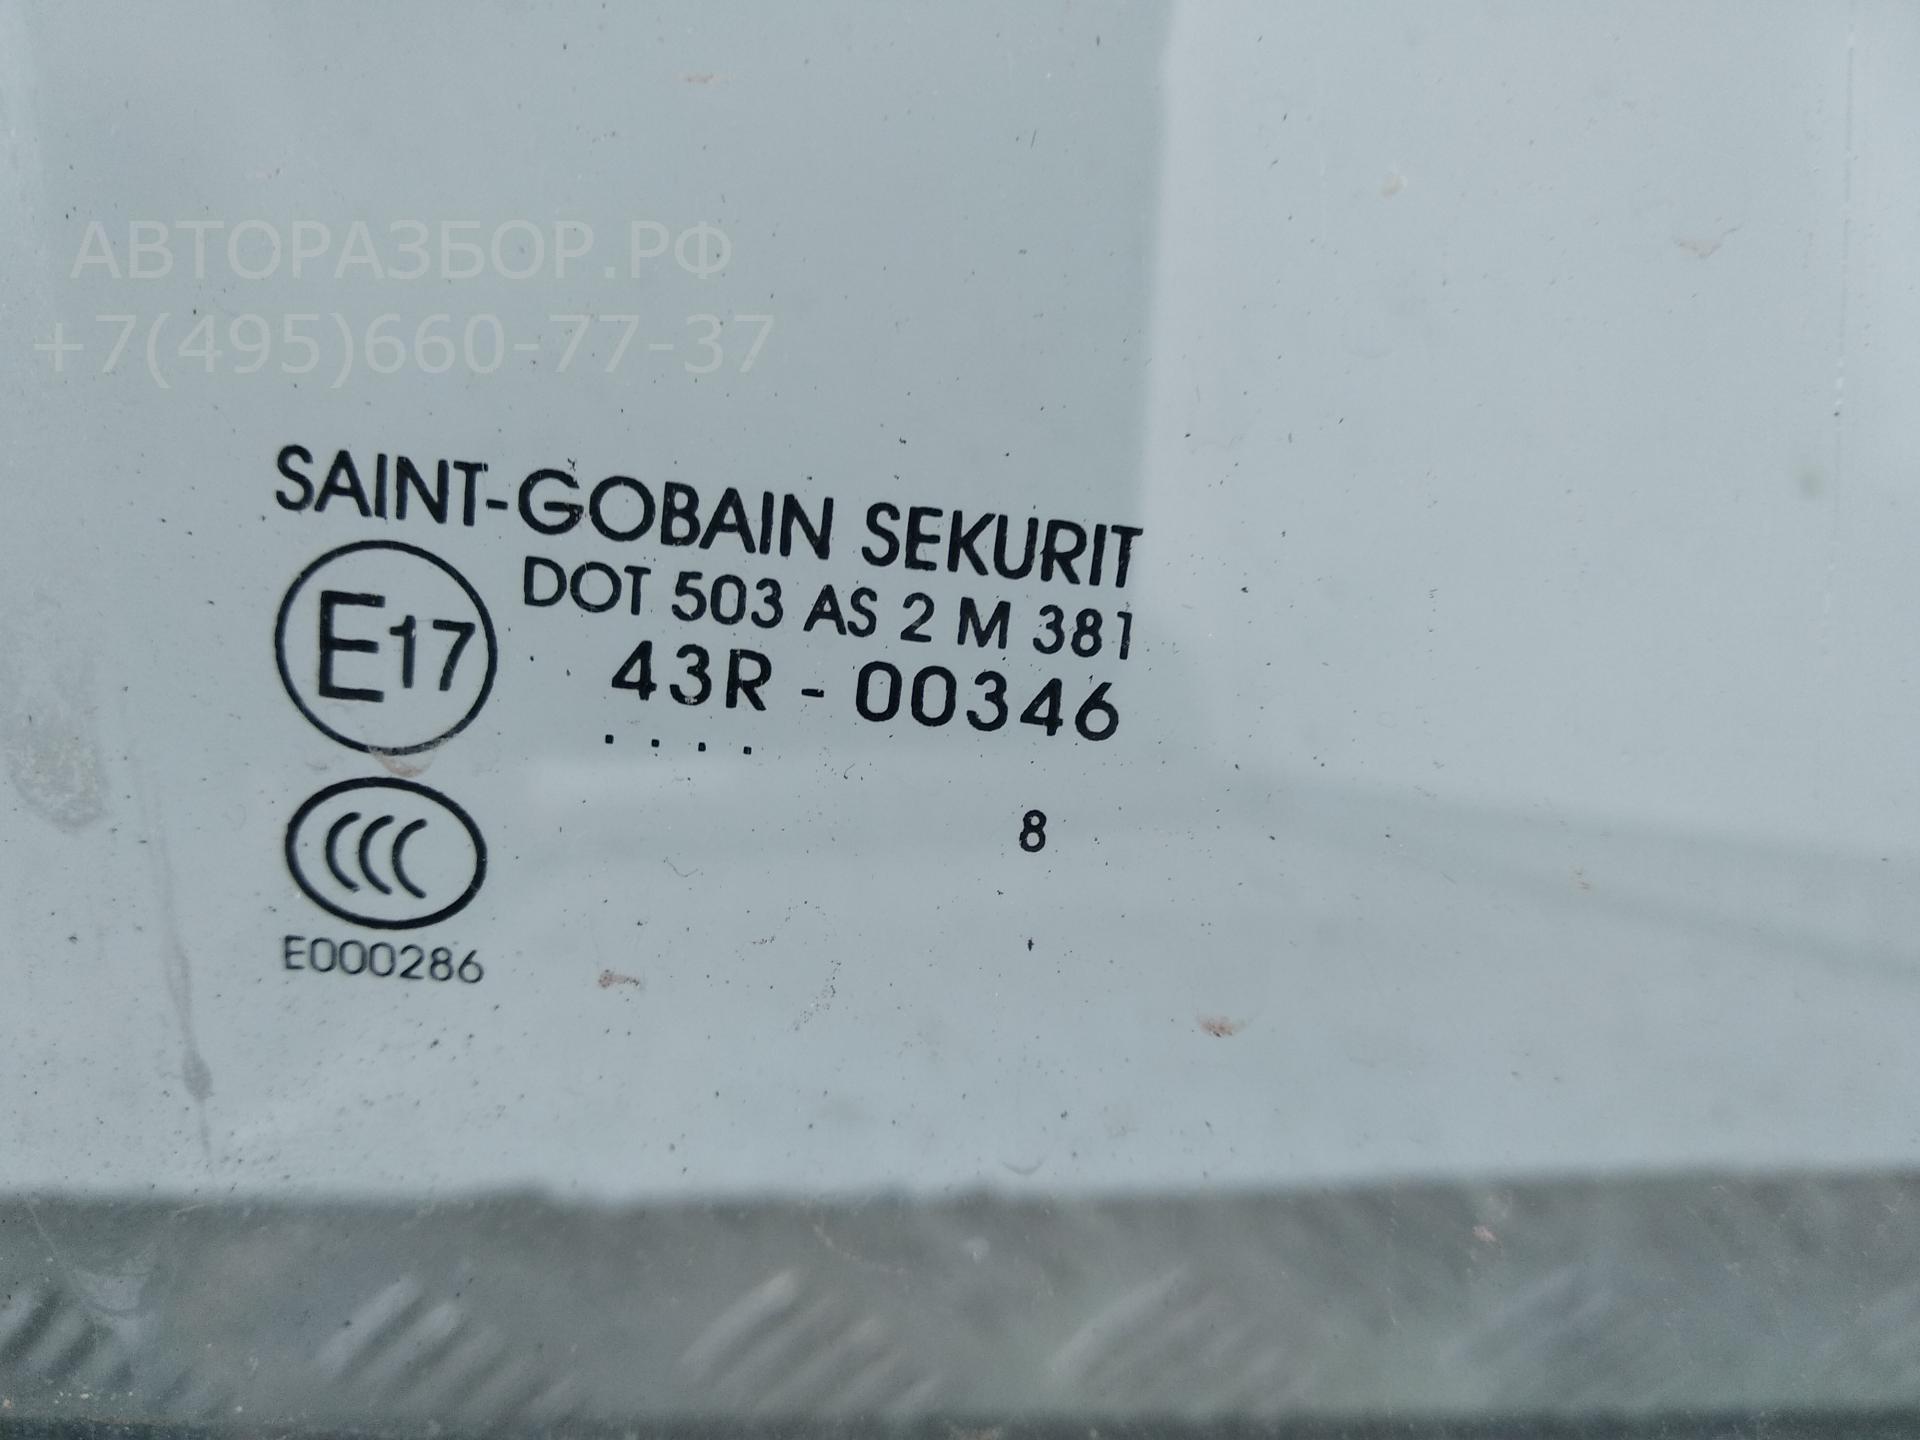 АВТОРАЗБОР.РФ
+7(495)660-77-37
SAINT-GOBAIN SEKURIT
DOT 503 AS 2 M 381
E17
43R - 00346
. . . .
CCC
8
E000286